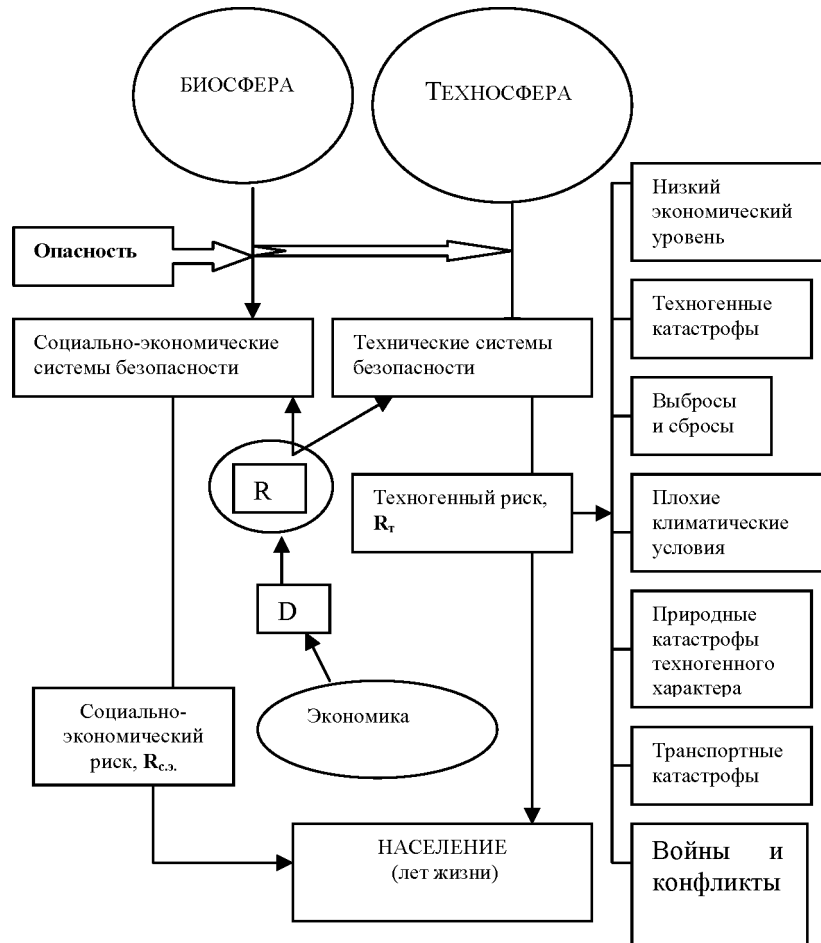 БИОСФЕРА
ТЕХНОСФЕРА
Опасность
Социально-экономические
системы безопасности
Технические системы
безопасности
R
Техногенный риск,
Rт
D
Экономика
Социально-
экономический
риск, Rс.э.
НАСЕЛЕНИЕ
(лет жизни)
Низкий
экономический
уровень
Техногенные
катастрофы
Выбросы
и сбросы
Плохие
климатические
условия
Природные
катастрофы
техногенного
характера
Транспортные
катастрофы
Войны и
конфликты